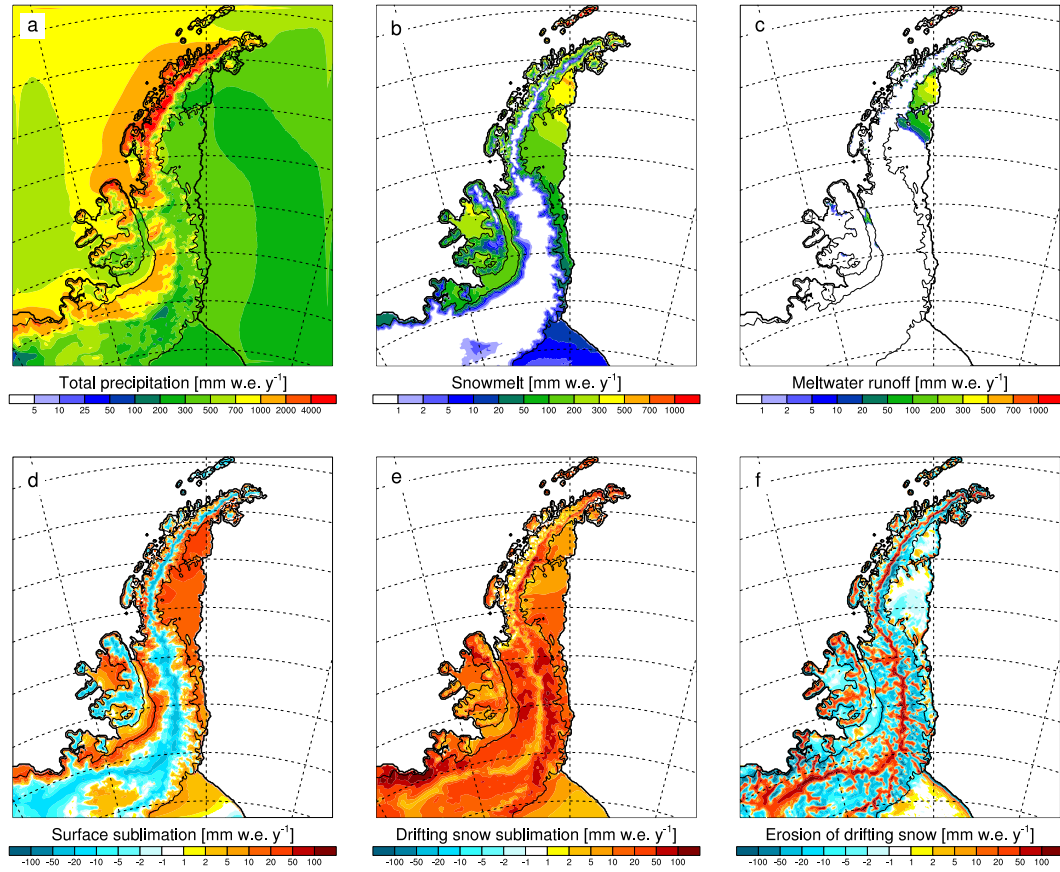 a
b
c
Total precipitation [mm w.e. y⁻¹]
Snowmelt [mm w.e. y⁻¹]
Meltwater runoff [mm w.e. y⁻¹]
5 10 25 50 100 200 300 500 700 1000 2000 4000
1 2 5 10 20 50 100 200 300 500 700 1000
1 2 5 10 20 50 100 200 300 500 700 1000
d
e
f
Surface sublimation [mm w.e. y⁻¹]
Drifting snow sublimation [mm w.e. y⁻¹]
Erosion of drifting snow [mm w.e. y⁻¹]
-100 -50 -20 -10 -5 -2 -1 1 2 5 10 20 50 100
-100 -50 -20 -10 -5 -2 -1 1 2 5 10 20 50 100
-100 -50 -20 -10 -5 -2 -1 1 2 5 10 20 50 100